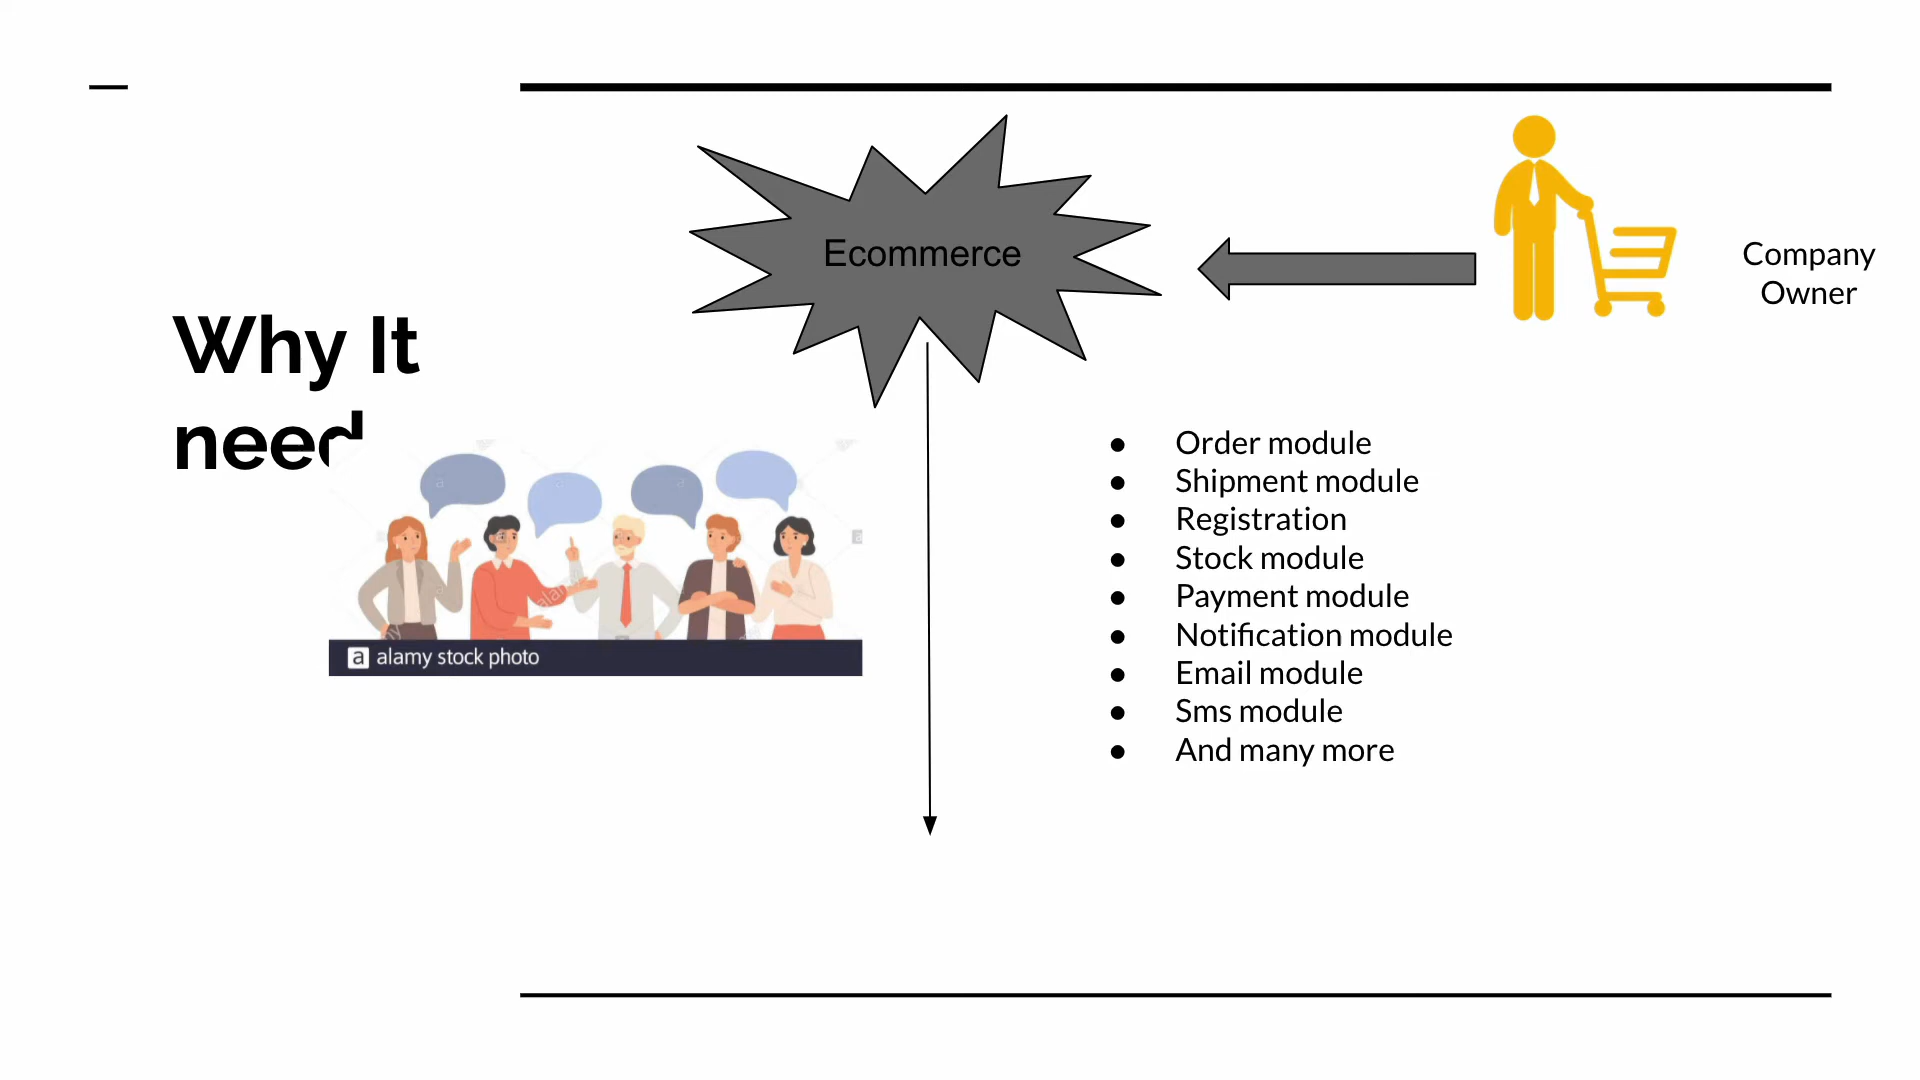 Why It
need
Ecommerce
Company
Owner
● Order module
● Shipment module
● Registration
● Stock module
● Payment module
● Notification module
● Email module
● Sms module
● And many more
a alamy stock photo